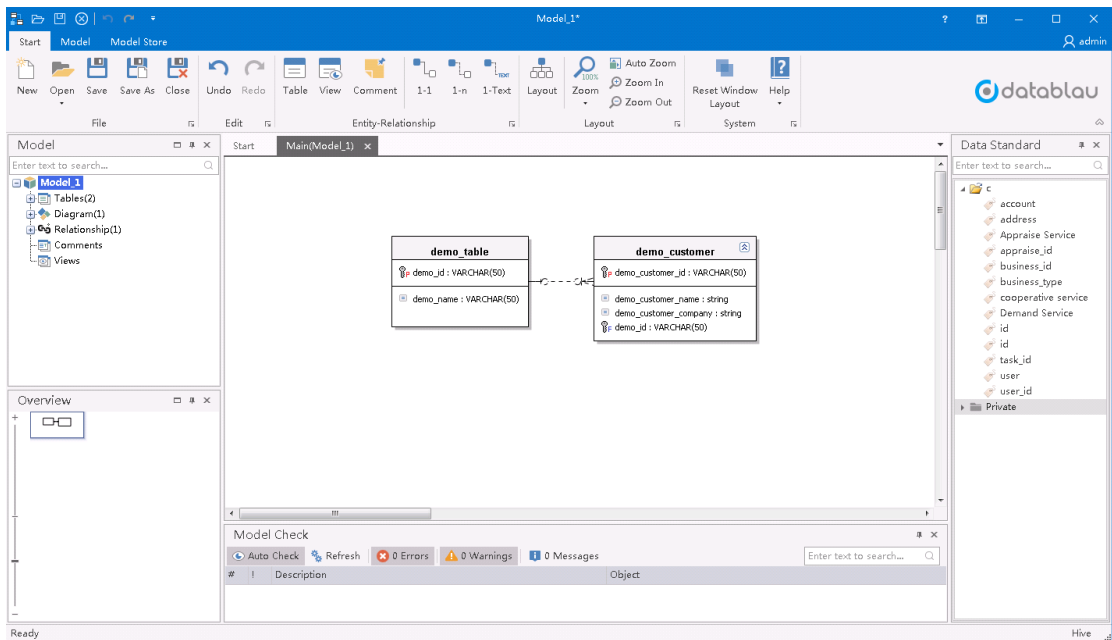 Model_1*
Start Model Model Store admin
New Open Save Save As Close Undo Redo Table View Comment 1-1 1-n 1-Text Layout Zoom 100% Auto Zoom Reset Window Layout Help
Zoom In
Zoom Out
File Edit Entity-Relationship Layout System
datablau
Model
Enter text to search...
Model_1
Tables(2)
Diagram(1)
Relationship(1)
Comments
Views
Overview
Start Main(Model_1)
demo_table
demo_id : VARCHAR(50)
demo_name : VARCHAR(50)
demo_customer
demo_customer_id : VARCHAR(50)
demo_customer_name : string
demo_customer_company : string
demo_id : VARCHAR(50)
Model Check
Auto Check Refresh 0 Errors 0 Warnings 0 Messages Enter text to search...
# ! Description Object
Data Standard
Enter text to search...
c
account
address
Appraise Service
appraise_id
business_id
business_type
cooperative service
Demand Service
id
id
task_id
user
user_id
Private
Ready Hive